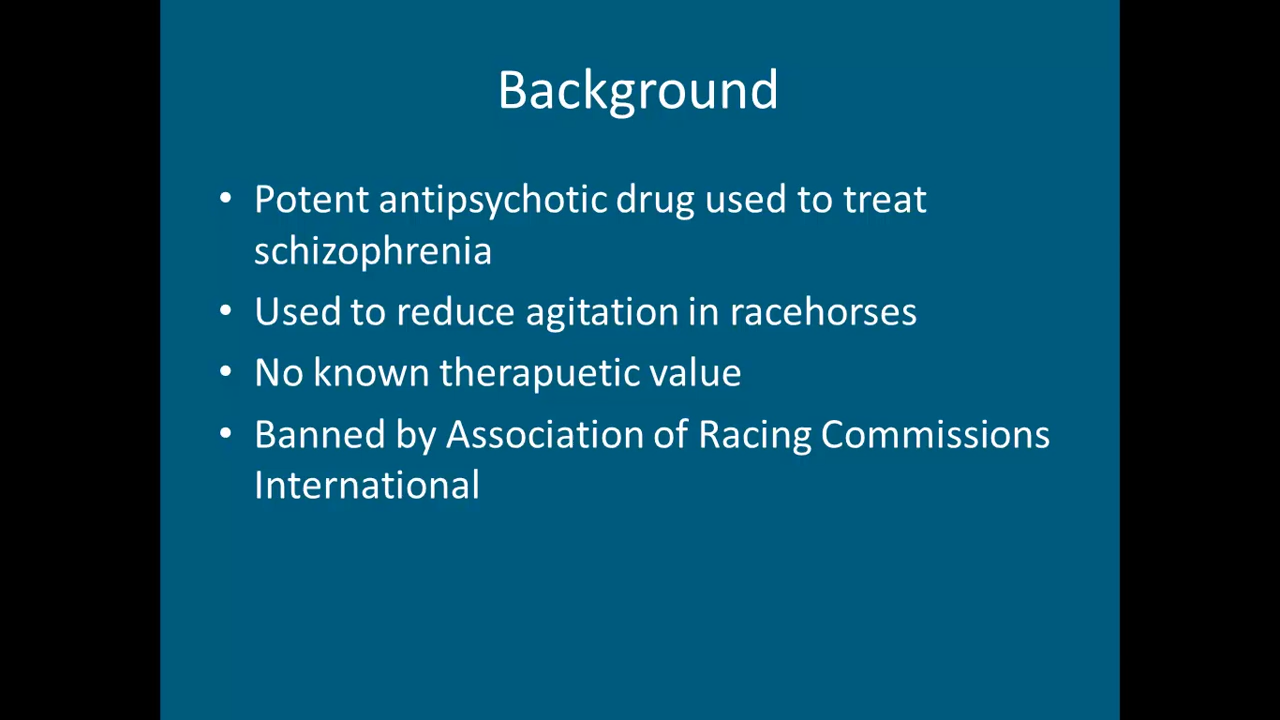 Background
• Potent antipsychotic drug used to treat
schizophrenia
• Used to reduce agitation in racehorses
• No known therapuetic value
• Banned by Association of Racing Commissions
International